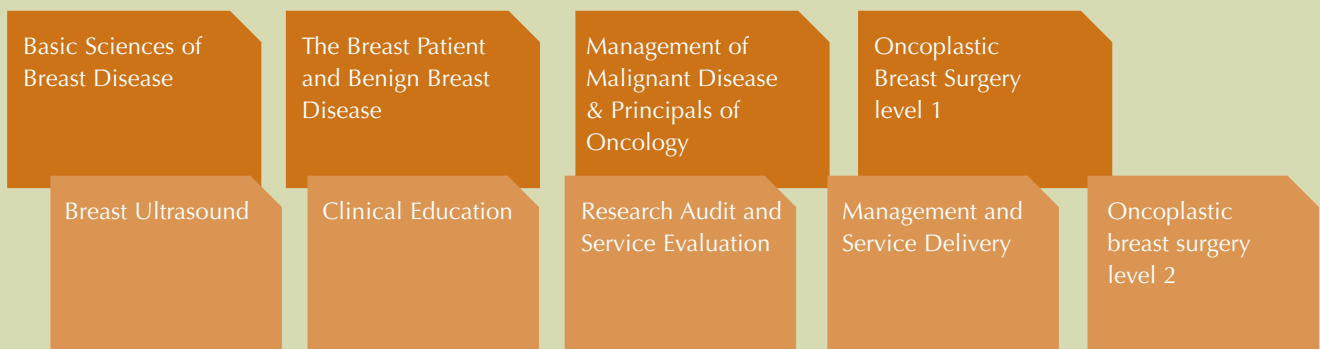 Basic Sciences of
Breast Disease
The Breast Patient
and Benign Breast
Disease
Management of
Malignant Disease
& Principals of
Oncology
Oncoplastic
Breast Surgery
level 1
Breast Ultrasound
Clinical Education
Research Audit and
Service Evaluation
Management and
Service Delivery
Oncoplastic
breast surgery
level 2